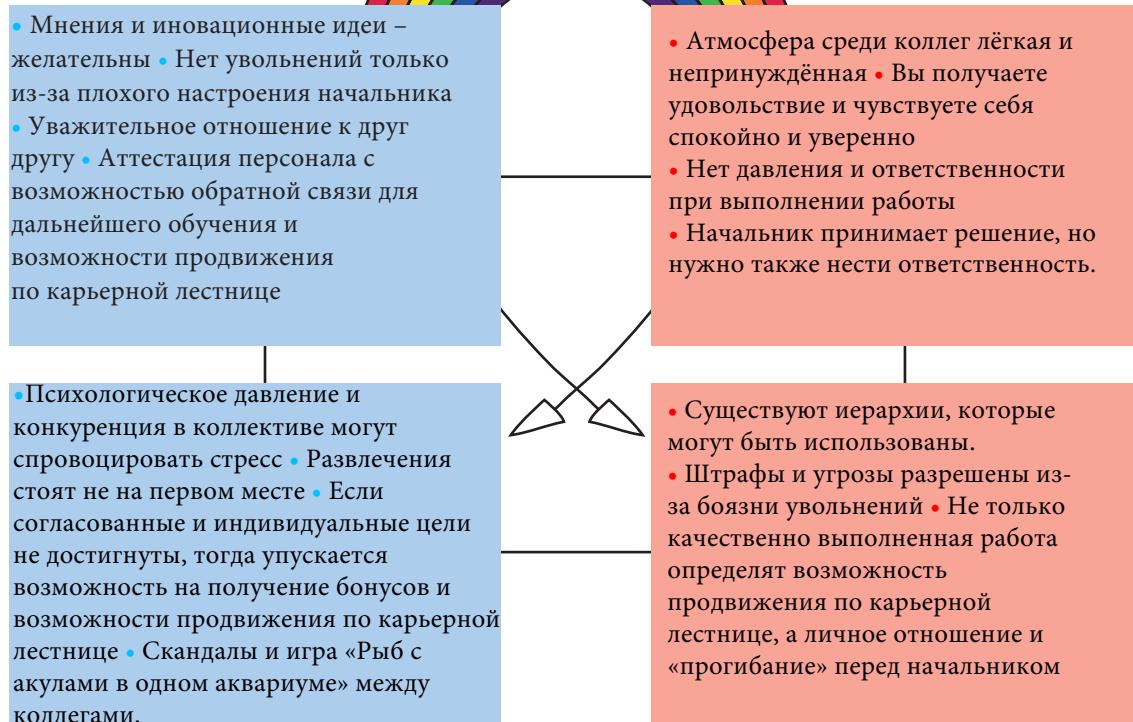 • Мнения и иновационные идеи –
желательны • Нет увольнений только
из-за плохого настроения начальника
• Уважительное отношение к друг
другу • Аттестация персонала с
возможностью обратной связи для
дальнейшего обучения и
возможности продвижения
по карьерной лестнице
• Атмосфера среди коллег лёгкая и
непринуждённая • Вы получаете
удовольствие и чувствуете себя
спокойно и уверенно
• Нет давления и ответственности
при выполнении работы
• Начальник принимает решение, но
нужно также нести ответственность.
•Психологическое давление и
конкуренция в коллективе могут
спровоцировать стресс • Развлечения
стоят не на первом месте • Если
согласованные и индивидуальные цели
не достигнуты, тогда упускается
возможность на получение бонусов и
возможности продвижения по карьерной
лестнице • Скандалы и игра «Рыб с
акулами в одном аквариуме» между
коллегами.
• Существуют иерархии, которые
могут быть использованы.
• Штрафы и угрозы разрешены из-
за боязни увольнений • Не только
качественно выполненная работа
определят возможность
продвижения по карьерной
лестнице, а личное отношение и
«прогибание» перед начальником